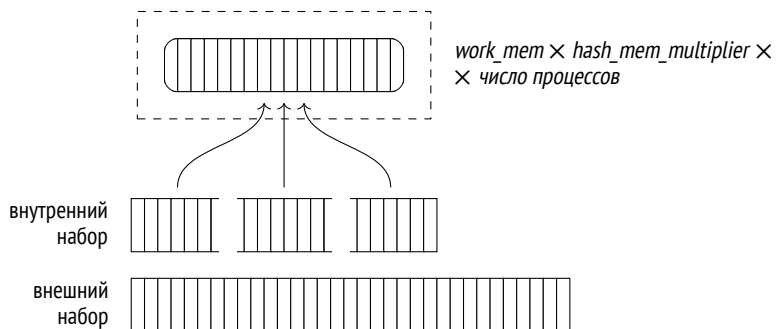 work_mem × hash_mem_multiplier ×
× число процессов
внутренний
набор
внешний
набор